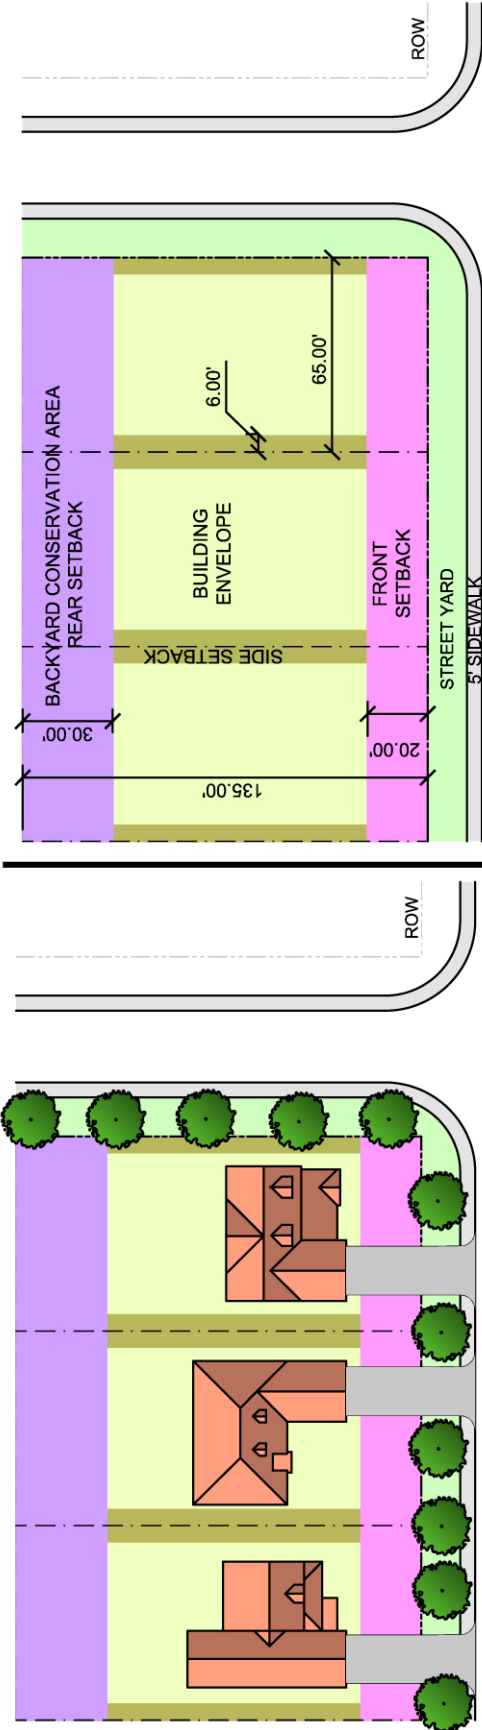 ROW
BACKYARD CONSERVATION AREA
REAR SETBACK
6.00'
65.00'
BUILDING
ENVELOPE
FRONT
SETBACK
SIDE SETBACK
STREET YARD
5' SIDEWALK
30.00'
20.00'
135.00'
ROW